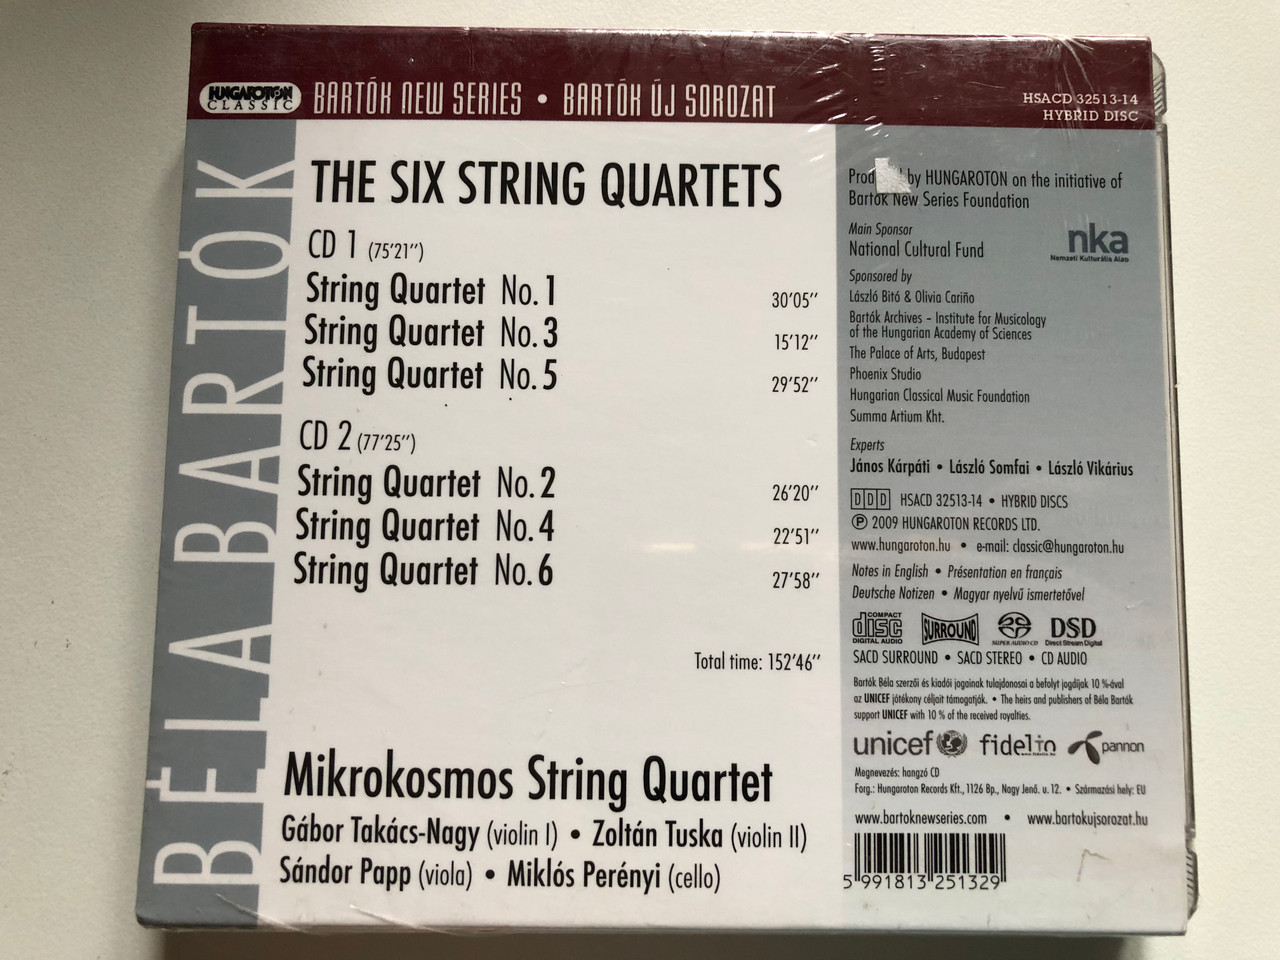 HUNGAROTON
CLASSIC
BARTÓK NEW SERIES • BARTÓK ÚJ SOROZAT
HSACD 32513-14
HYBRID DISC
BÉLA BARTÓK
THE SIX STRING QUARTETS
CD 1 (75'21'')
String Quartet No. 1 30'05''
String Quartet No. 3 15'12''
String Quartet No. 5 29'52''
CD 2 (77'25'')
String Quartet No. 2 26'20''
String Quartet No. 4 22'51''
String Quartet No. 6 27'58''
Total time: 152'46''
Mikrokosmos String Quartet
Gábor Takács-Nagy (violin I) • Zoltán Tuska (violin II)
Sándor Papp (viola) • Miklós Perényi (cello)
by HUNGAROTON on the initiative of
Bartók New Series Foundation
Main Sponsor
National Cultural Fund
nka
Nemzeti Kulturális Alap
Sponsored by
László Bitó & Olivia Cariño
Bartók Archives – Institute for Musicology
of the Hungarian Academy of Sciences
The Palace of Arts, Budapest
Phoenix Studio
Hungarian Classical Music Foundation
Summa Artium Kht.
Experts
János Kárpáti • László Somfai • László Vikárius
DDD HSACD 32513-14 • HYBRID DISCS
℗ 2009 HUNGAROTON RECORDS LTD.
www.hungaroton.hu • e-mail: classic@hungaroton.hu
Notes in English • Présentation en français
Deutsche Notizen • Magyar nyelvű ismertetővel
COMPACT disc DIGITAL AUDIO SURROUND SUPER AUDIO CD DSD Direct Stream Digital
SACD SURROUND • SACD STEREO • CD AUDIO
Bartók Béla szerzői és kiadói jogainak tulajdonosai a befolyt jogdíjak 10 %-ával
az UNICEF jótékony céljait támogatják. • The heirs and publishers of Béla Bartók
support UNICEF with 10 % of the received royalties.
unicef fidelio pannon
Megnevezés: hangzó CD
Forg.: Hungaroton Records Kft., 1126 Bp., Nagy Jenő. u. 12. • Származási hely: EU
www.bartoknewseries.com • www.bartokujsorozat.hu
5 991813 251329